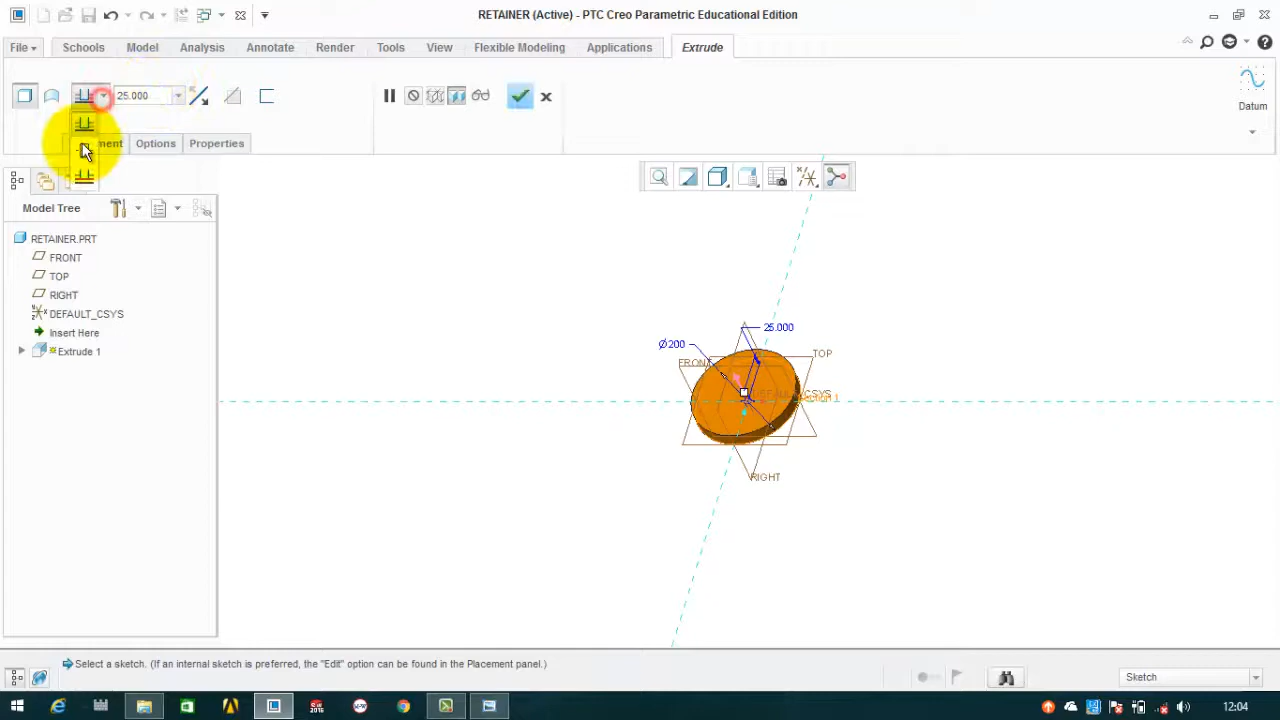 RETAINER (Active) - PTC Creo Parametric Educational Edition
File Schools Model Analysis Annotate Render Tools View Flexible Modeling Applications Extrude
25.000
Datum
ment Options Properties
Model Tree
RETAINER.PRT
FRONT
TOP
RIGHT
DEFAULT_CSYS
Insert Here
Extrude 1
25.000
Ø200
FRONT
TOP
DEFAULT_CSYS
RIGHT
Select a sketch. (If an internal sketch is preferred, the "Edit" option can be found in the Placement panel.)
Sketch
12:04